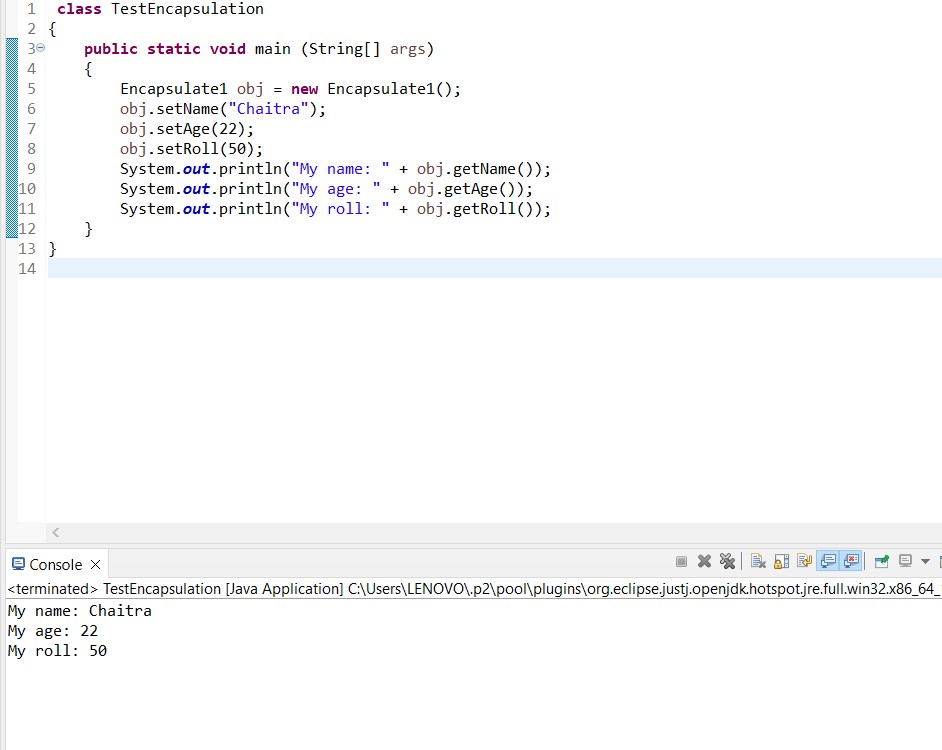 1 class TestEncapsulation
2 {
3 public static void main (String[] args)
4 {
5 Encapsulate1 obj = new Encapsulate1();
6 obj.setName("Chaitra");
7 obj.setAge(22);
8 obj.setRoll(50);
9 System.out.println("My name: " + obj.getName());
10 System.out.println("My age: " + obj.getAge());
11 System.out.println("My roll: " + obj.getRoll());
12 }
13 }
14
Console
<terminated> TestEncapsulation [Java Application] C:\Users\LENOVO\.p2\pool\plugins\org.eclipse.justj.openjdk.hotspot.jre.full.win32.x86_64_
My name: Chaitra
My age: 22
My roll: 50